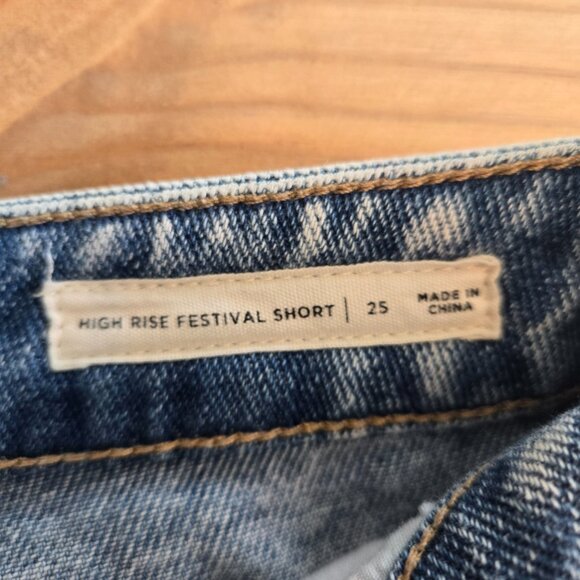 HIGH RISE FESTIVAL SHORT | 25 MADE IN
CHINA